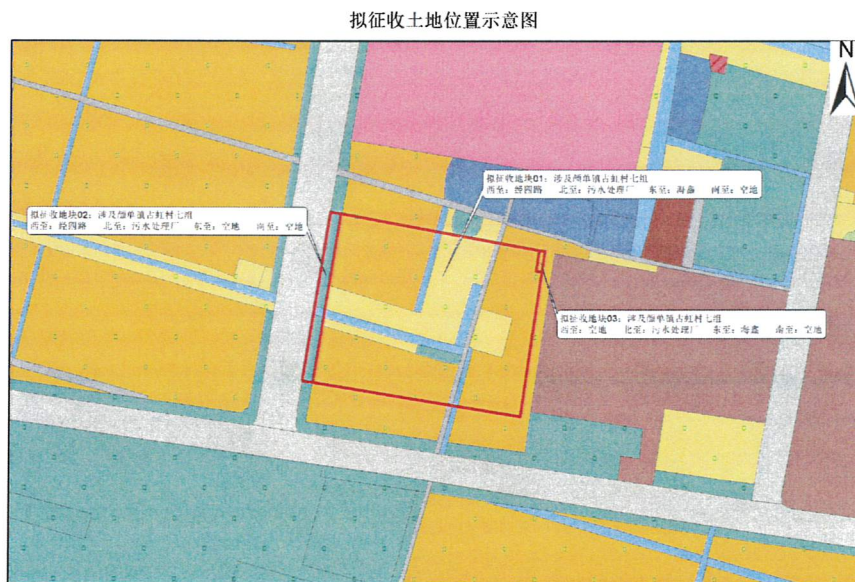 拟征收土地位置示意图
N
拟征收地块01：涉及颜单镇古虹村七组
西至：经四路 北至：污水处理厂 东至：海鑫 南至：空地
拟征收地块02：涉及颜单镇古虹村七组
西至：经四路 北至：污水处理厂 东至：空地 南至：空地
拟征收地块03：涉及颜单镇古虹村七组
西至：空地 北至：污水处理厂 东至：海鑫 南至：空地